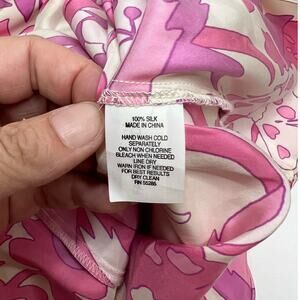 100% SILK
MADE IN CHINA
HAND WASH COLD
SEPARATELY
ONLY NON CHLORINE
BLEACH WHEN NEEDED
LINE DRY
WARM IRON IF NEEDED
FOR BEST RESULTS
DRY CLEAN
RN 55285